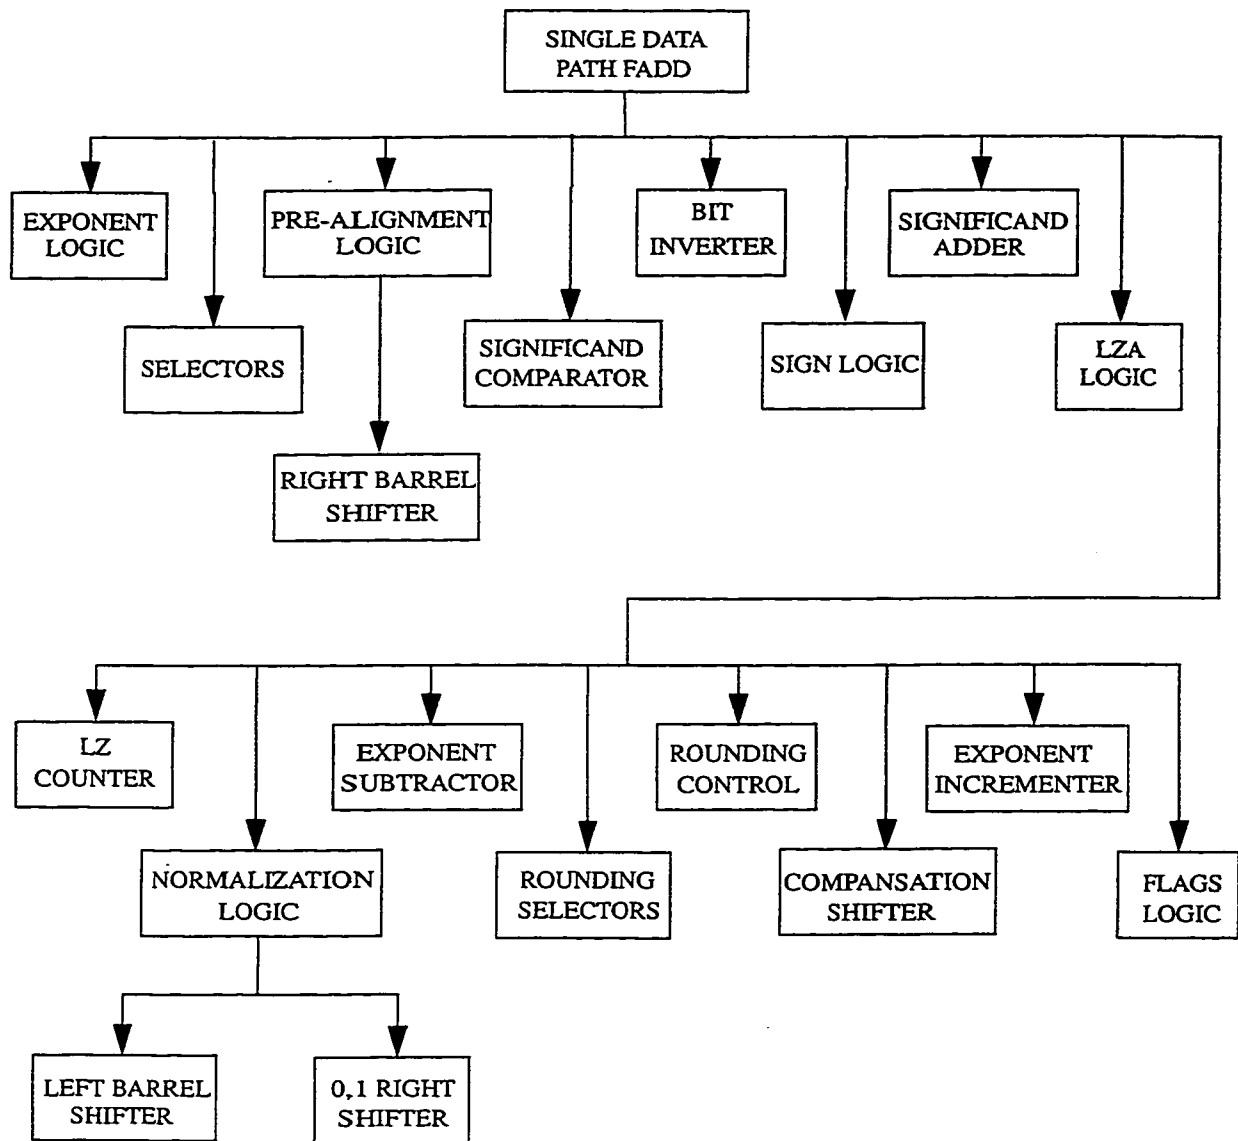 SINGLE DATA
PATH FADD
EXPONENT
LOGIC
PRE-ALIGNMENT
LOGIC
BIT
INVERTER
SIGNIFICAND
ADDER
SELECTORS
SIGNIFICAND
COMPARATOR
SIGN LOGIC
LZA
LOGIC
RIGHT BARREL
SHIFTER
LZ
COUNTER
EXPONENT
SUBTRACTOR
ROUNDING
CONTROL
EXPONENT
INCREMENTER
NORMALIZATION
LOGIC
ROUNDING
SELECTORS
COMPANSATION
SHIFTER
FLAGS
LOGIC
LEFT BARREL
SHIFTER
0,1 RIGHT
SHIFTER